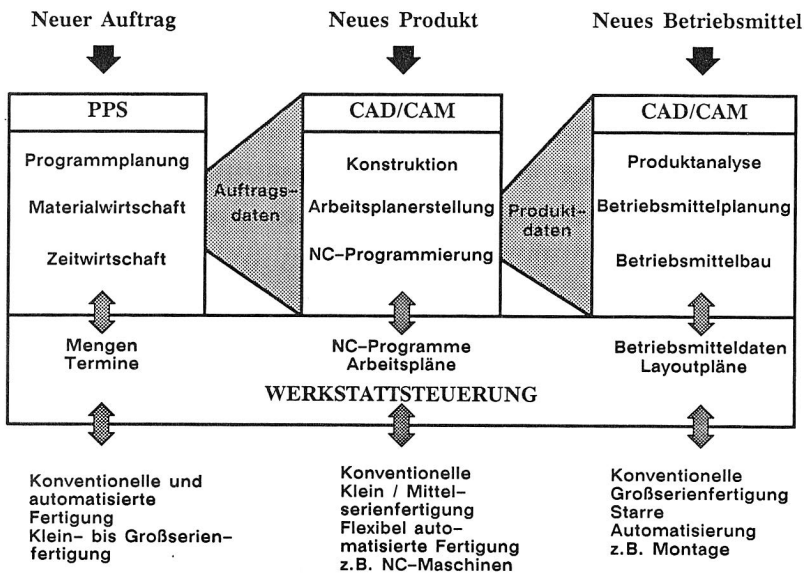 Neuer Auftrag
Neues Produkt
Neues Betriebsmittel
PPS
CAD/CAM
CAD/CAM
Programmplanung
Materialwirtschaft
Zeitwirtschaft
Auftrags-
daten
Konstruktion
Arbeitsplanerstellung
NC-Programmierung
Produkt-
daten
Produktanalyse
Betriebsmittelplanung
Betriebsmittelbau
Mengen
Termine
NC-Programme
Arbeitspläne
Betriebsmitteldaten
Layoutpläne
WERKSTATTSTEUERUNG
Konventionelle und
automatisierte
Fertigung
Klein- bis Großserien-
fertigung
Konventionelle
Klein / Mittel-
serienfertigung
Flexibel auto-
matisierte Fertigung
z.B. NC-Maschinen
Konventionelle
Großserienfertigung
Starre
Automatisierung
z.B. Montage